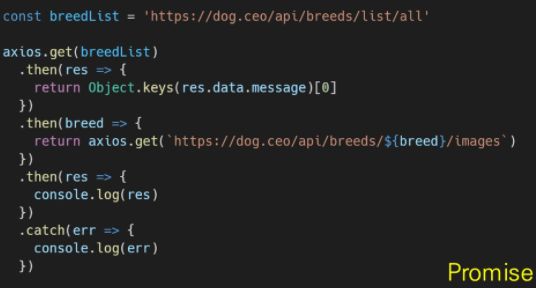 const breedList = 'https://dog.ceo/api/breeds/list/all'
axios.get(breedList)
.then(res => {
return Object.keys(res.data.message)[0]
})
.then(breed => {
return axios.get(`https://dog.ceo/api/breeds/${breed}/images`)
})
.then(res => {
console.log(res)
})
.catch(err => {
console.log(err)
})
Promise